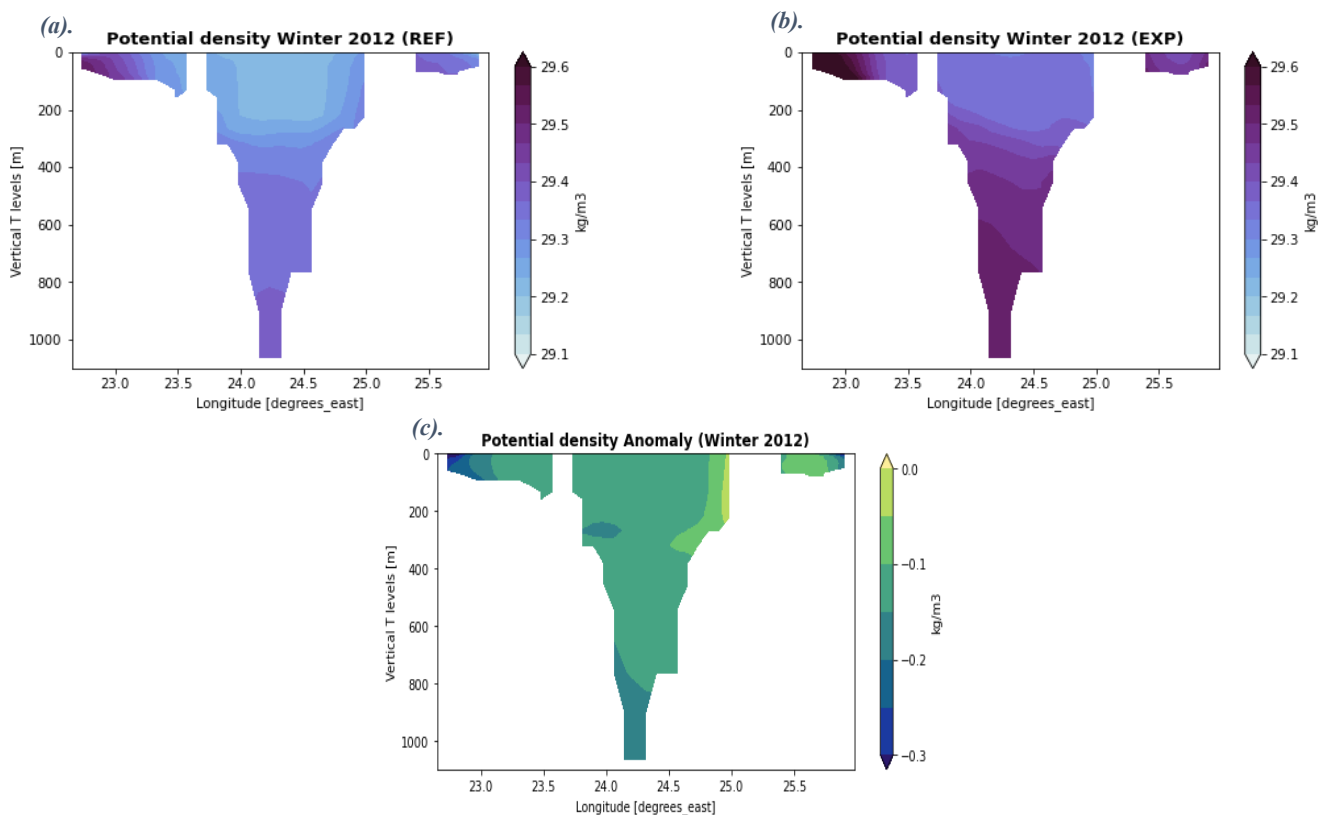 (a).
Potential density Winter 2012 (REF)
0
200
400
600
800
1000
Vertical T levels [m]
23.0 23.5 24.0 24.5 25.0 25.5
Longitude [degrees_east]
29.6
29.5
29.4
29.3
29.2
29.1
kg/m3
(b).
Potential density Winter 2012 (EXP)
0
200
400
600
800
1000
Vertical T levels [m]
23.0 23.5 24.0 24.5 25.0 25.5
Longitude [degrees_east]
29.6
29.5
29.4
29.3
29.2
29.1
kg/m3
(c).
Potential density Anomaly (Winter 2012)
0
200
400
600
800
1000
Vertical T levels [m]
23.0 23.5 24.0 24.5 25.0 25.5
Longitude [degrees_east]
0.0
−0.1
−0.2
−0.3
kg/m3